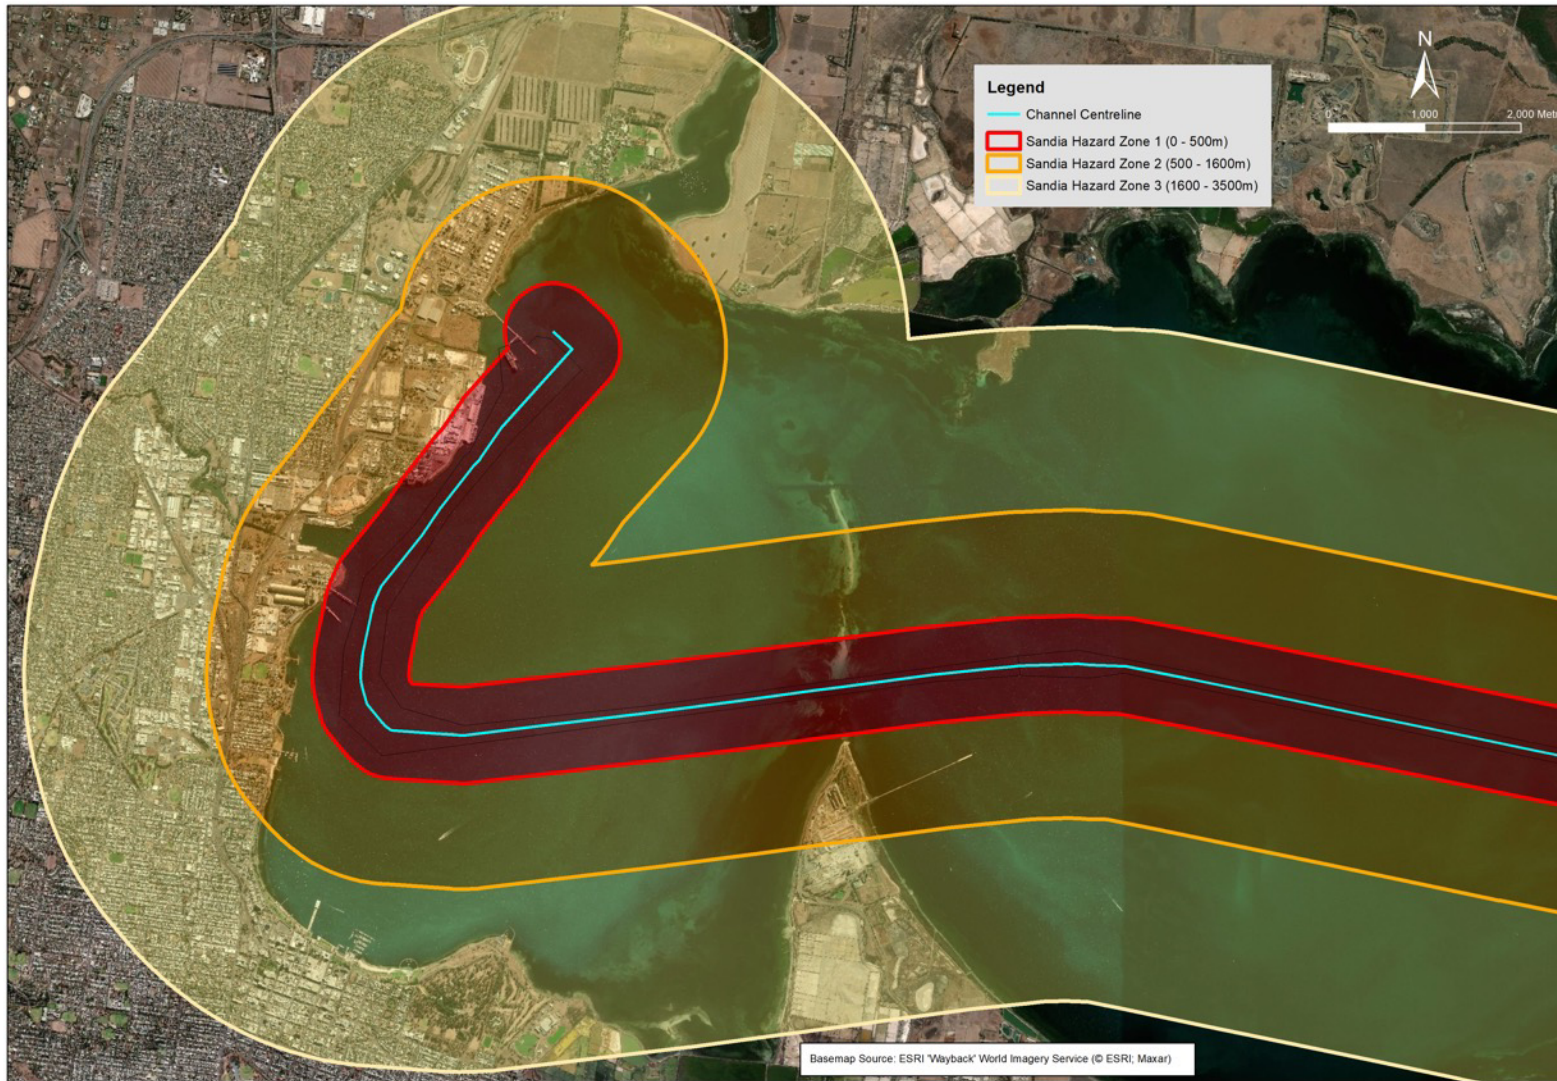 N
0 1,000 2,000 Metr
Legend
Channel Centreline
Sandia Hazard Zone 1 (0 - 500m)
Sandia Hazard Zone 2 (500 - 1600m)
Sandia Hazard Zone 3 (1600 - 3500m)
Basemap Source: ESRI 'Wayback' World Imagery Service (© ESRI; Maxar)